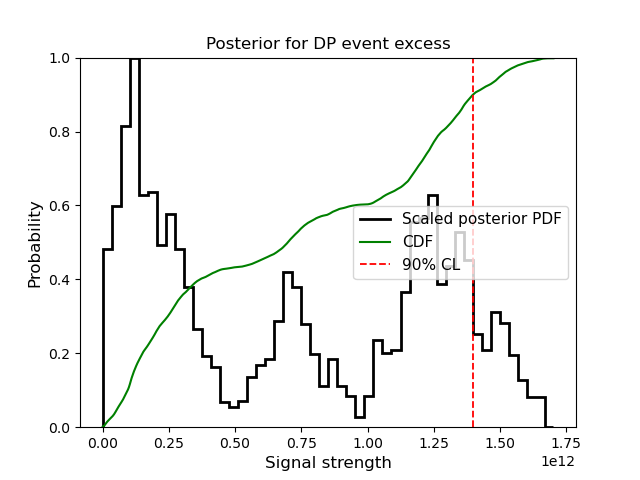 Posterior for DP event excess
1.0
0.8
0.6
0.4
0.2
0.0
Probability
Scaled posterior PDF
CDF
90% CL
0.00 0.25 0.50 0.75 1.00 1.25 1.50 1.75
1e12
Signal strength